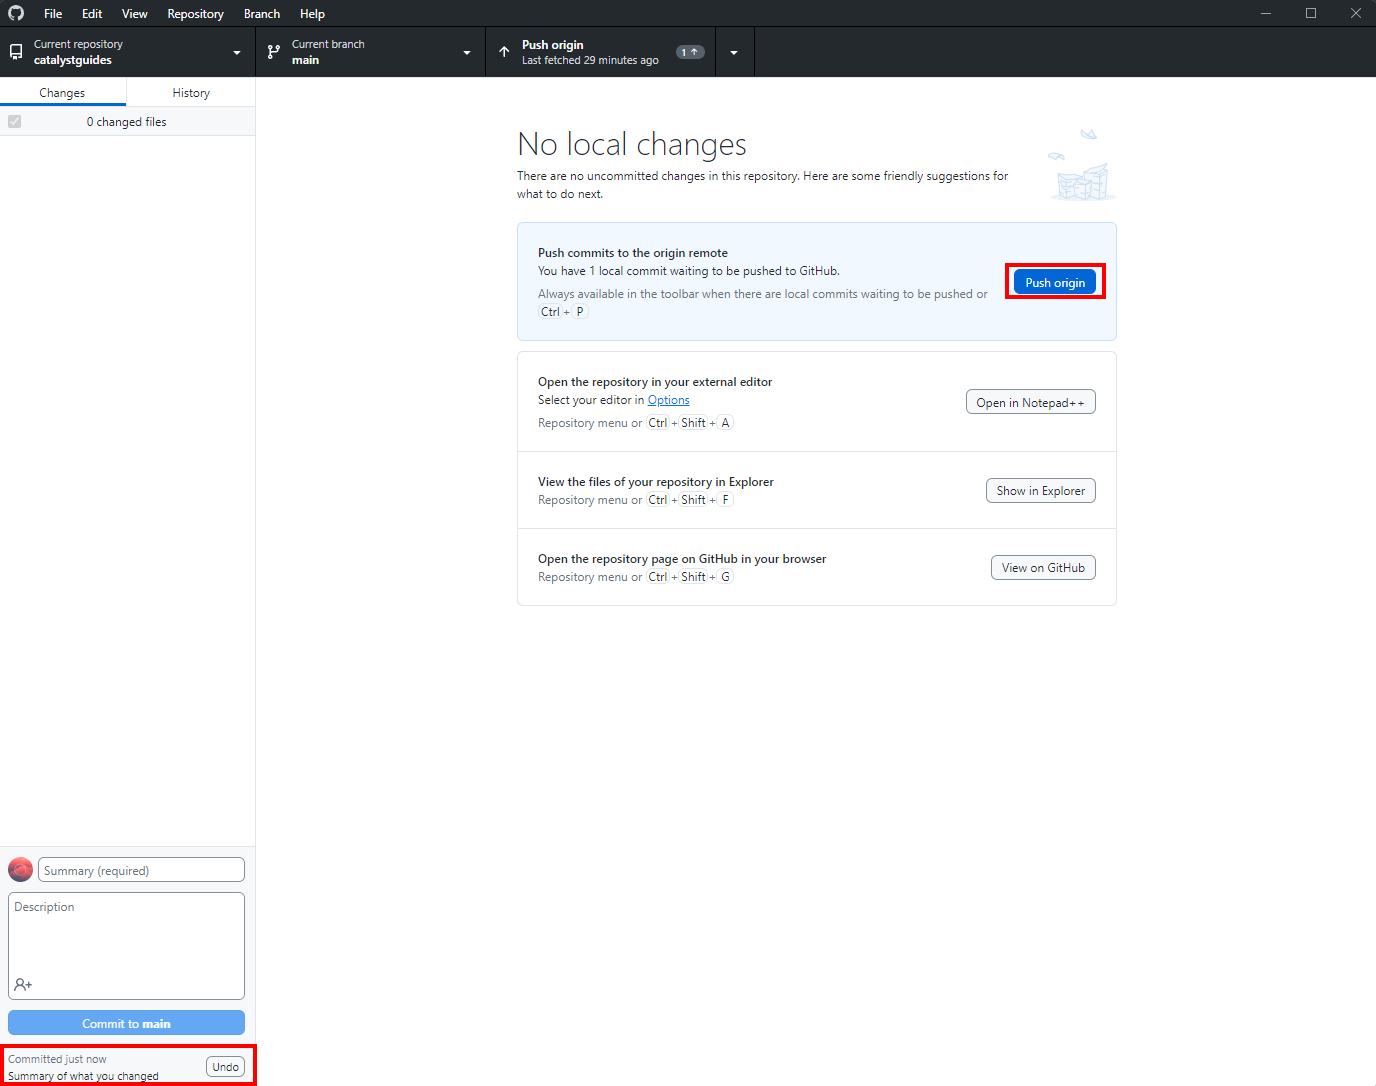 File Edit View Repository Branch Help
Current repository
catalystguides
Current branch
main
Push origin
Last fetched 29 minutes ago
1
Changes History
0 changed files
No local changes
There are no uncommitted changes in this repository. Here are some friendly suggestions for
what to do next.
Push commits to the origin remote
You have 1 local commit waiting to be pushed to GitHub.
Always available in the toolbar when there are local commits waiting to be pushed or
Ctrl + P
Push origin
Open the repository in your external editor
Select your editor in Options
Repository menu or Ctrl + Shift + A
Open in Notepad++
View the files of your repository in Explorer
Repository menu or Ctrl + Shift + F
Show in Explorer
Open the repository page on GitHub in your browser
Repository menu or Ctrl + Shift + G
View on GitHub
Summary (required)
Description
Commit to main
Committed just now
Summary of what you changed
Undo